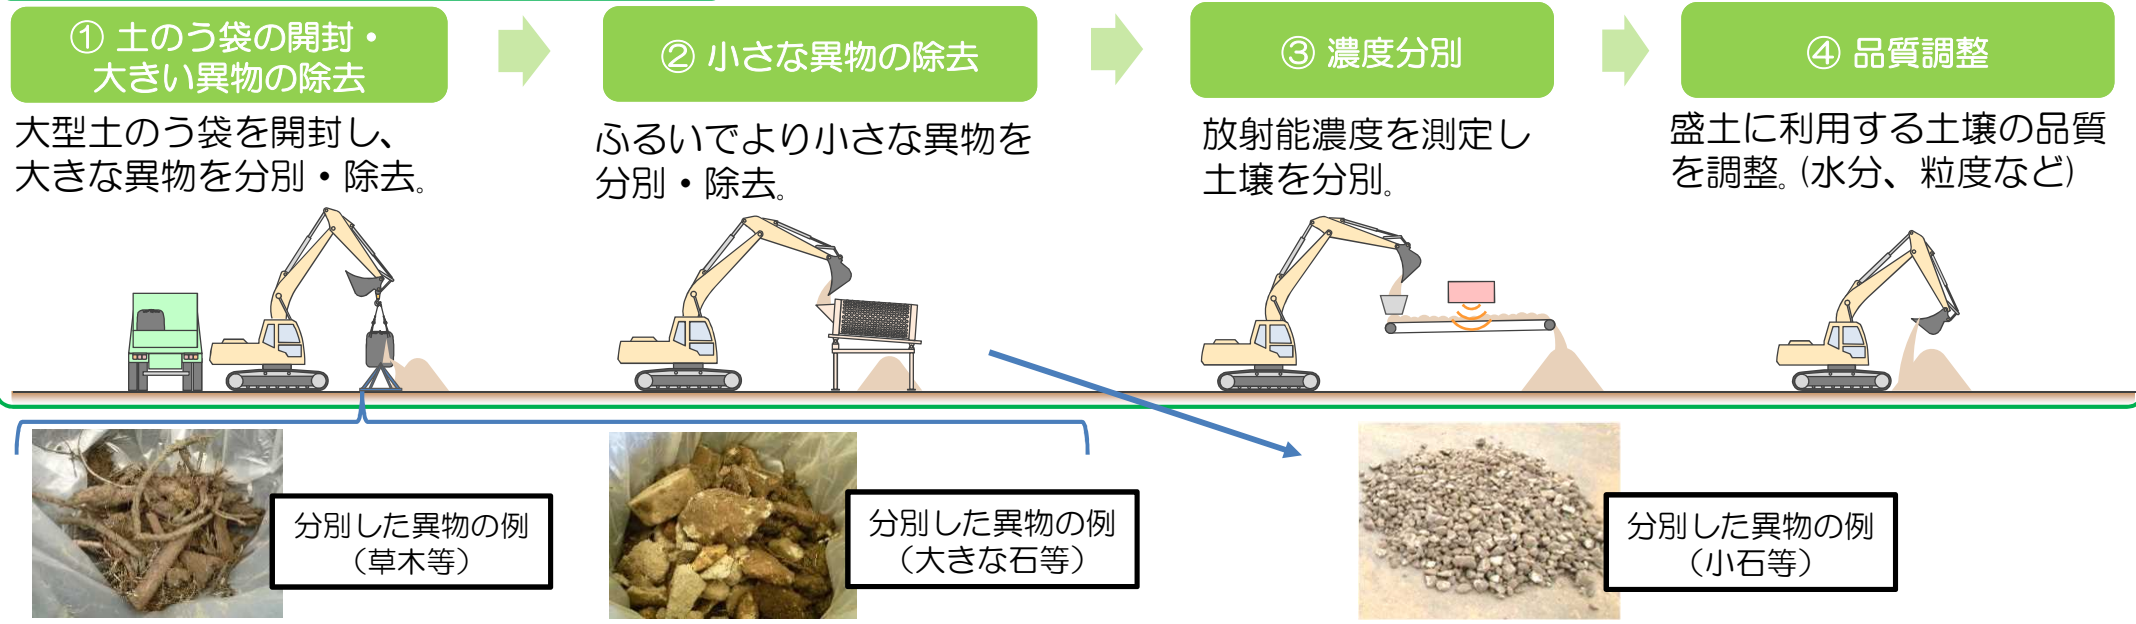 ① 土のう袋の開封・
大きい異物の除去
② 小さな異物の除去
③ 濃度分別
④ 品質調整
大型土のう袋を開封し、
大きな異物を分別・除去。
ふるいでより小さな異物を
分別・除去。
放射能濃度を測定し
土壌を分別。
盛土に利用する土壌の品質
を調整。(水分、粒度など)
分別した異物の例
（草木等）
分別した異物の例
（大きな石等）
分別した異物の例
（小石等）